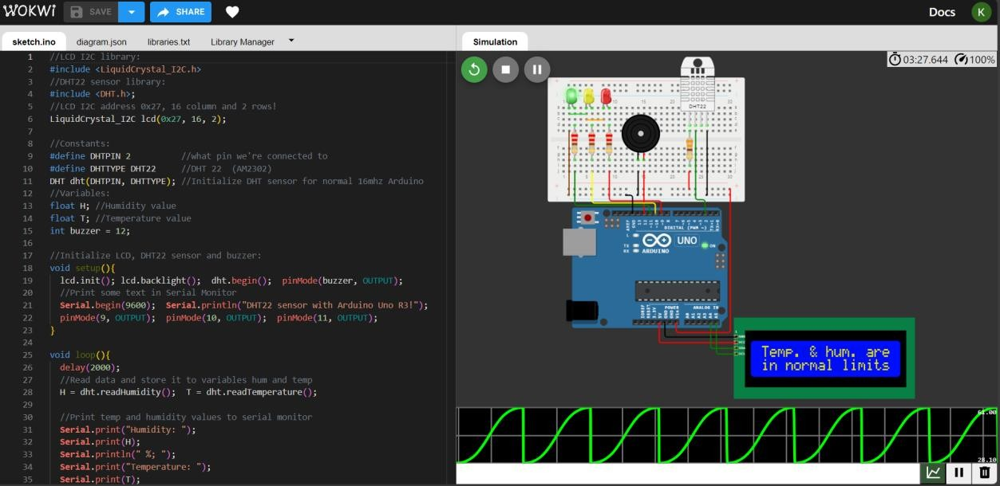 WOKWi SAVE SHARE Docs K
sketch.ino diagram.json libraries.txt Library Manager
1 //LCD I2C library:
2 #include <LiquidCrystal_I2C.h>
3 //DHT22 sensor library:
4 #include <DHT.h>;
5 //LCD I2C address 0x27, 16 column and 2 rows!
6 LiquidCrystal_I2C lcd(0x27, 16, 2);
7
8 //Constants:
9 #define DHTPIN 2 //what pin we're connected to
10 #define DHTTYPE DHT22 //DHT 22 (AM2302)
11 DHT dht(DHTPIN, DHTTYPE); //Initialize DHT sensor for normal 16mhz Arduino
12 //Variables:
13 float H; //Humidity value
14 float T; //Temperature value
15 int buzzer = 12;
16
17 //Initialize LCD, DHT22 sensor and buzzer:
18 void setup(){
19 lcd.init(); lcd.backlight(); dht.begin(); pinMode(buzzer, OUTPUT);
20 //Print some text in Serial Monitor
21 Serial.begin(9600); Serial.println("DHT22 sensor with Arduino Uno R3!");
22 pinMode(9, OUTPUT); pinMode(10, OUTPUT); pinMode(11, OUTPUT);
23 }
24
25 void loop(){
26 delay(2000);
27 //Read data and store it to variables hum and temp
28 H = dht.readHumidity(); T = dht.readTemperature();
29
30 //Print temp and humidity values to serial monitor
31 Serial.print("Humidity: ");
32 Serial.print(H);
33 Serial.println(" %; ");
34 Serial.print("Temperature: ");
35 Serial.print(T);
Simulation
03:27.644 100%
DHT22
DIGITAL (PWM ~)
UNO
ARDUINO
TX
RX
ON
L
POWER
ANALOG IN
Temp. & hum. are
in normal limits
61.00
28.10